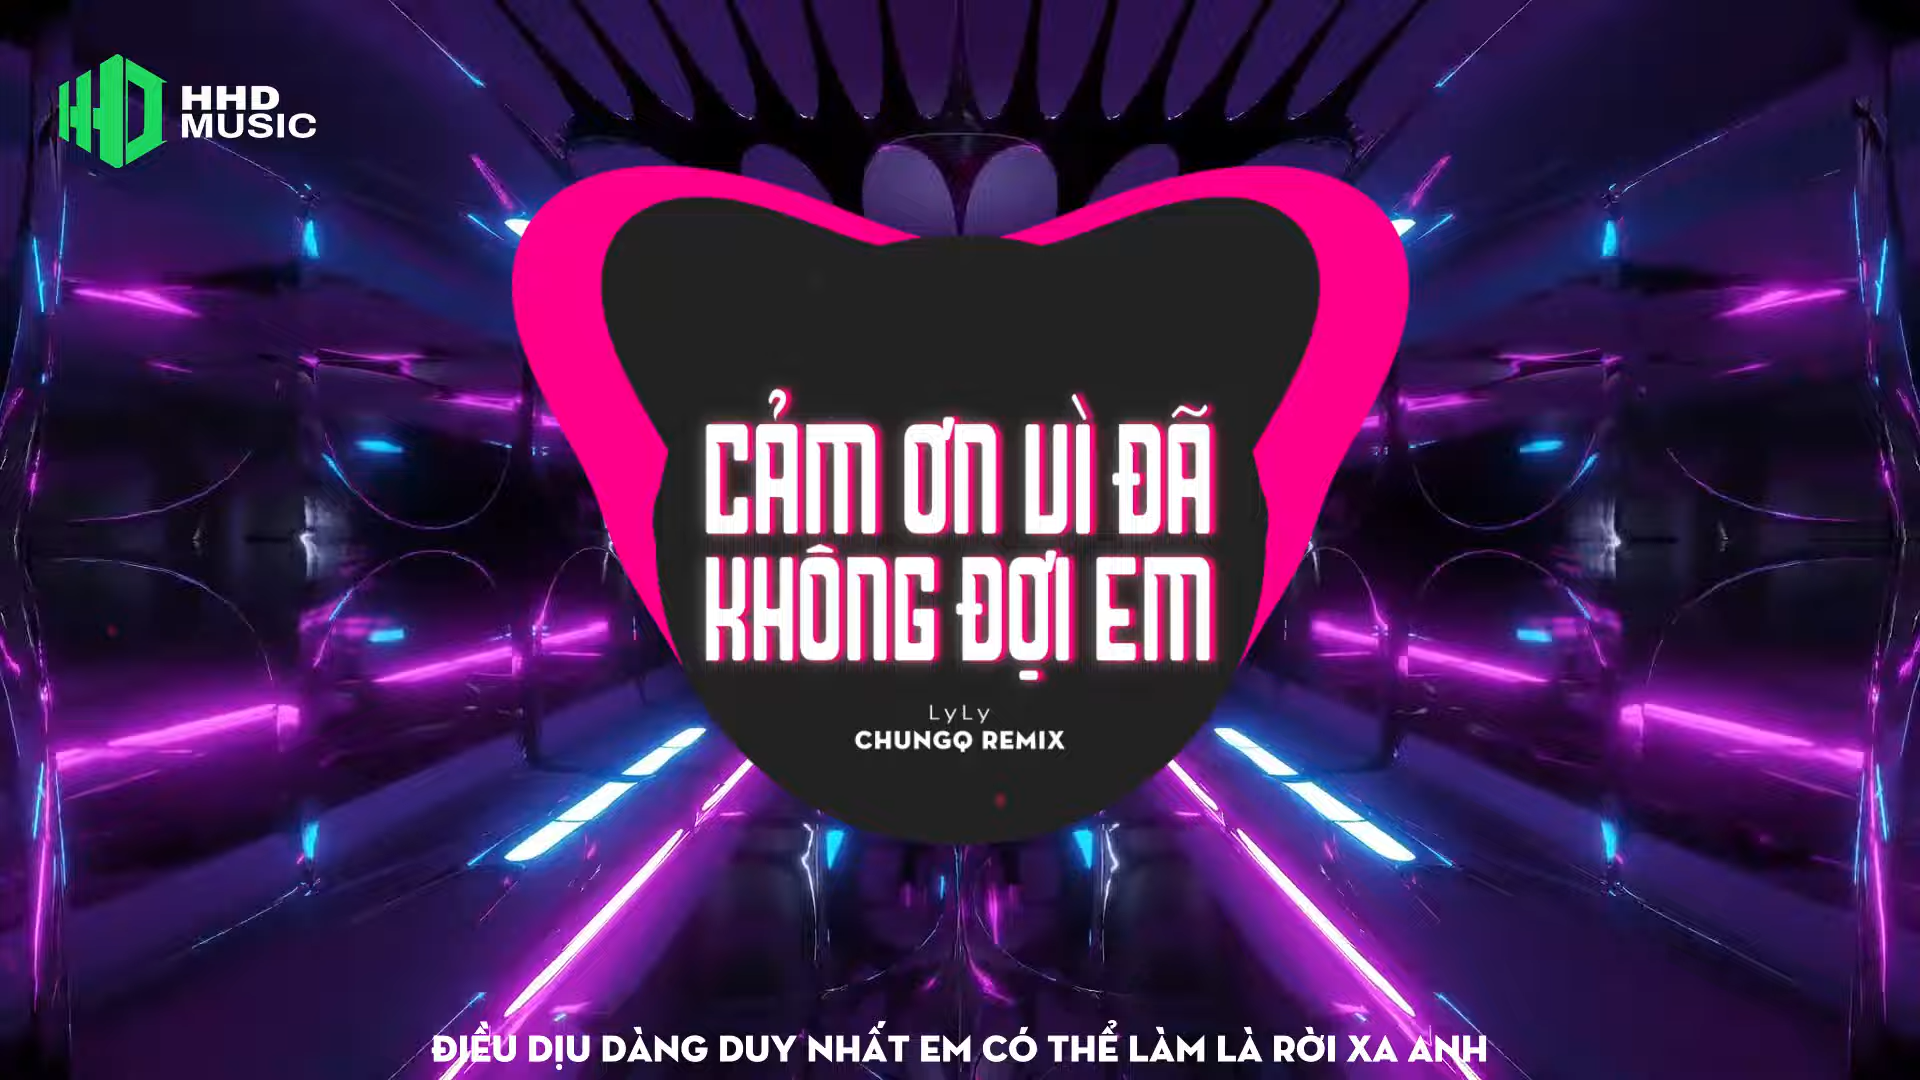 HHD
MUSIC
CẢM ƠN VÌ ĐÃ
KHÔNG ĐỢI EM
LyLy
CHUNGQ REMIX
ĐIỀU DỊU DÀNG DUY NHẤT EM CÓ THỂ LÀM LÀ RỜI XA ANH